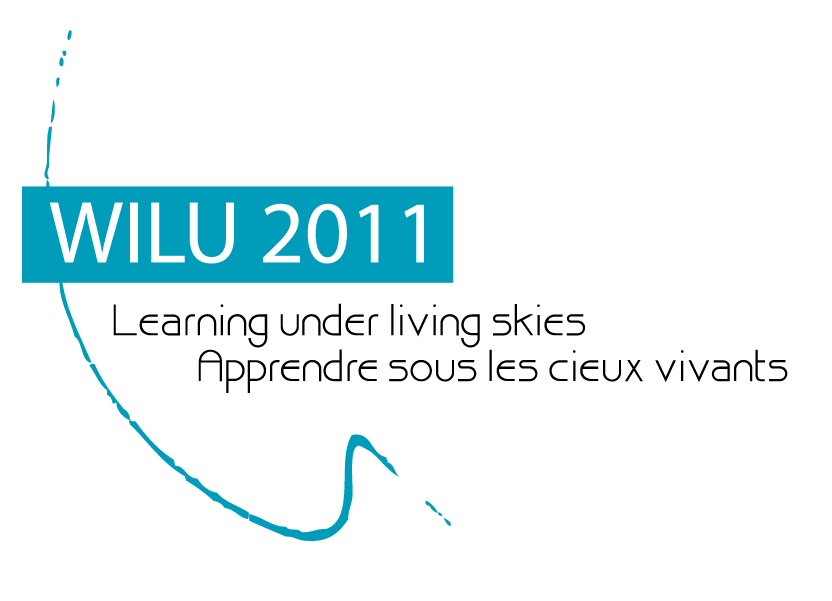 WILU 2011
Learning under living skies
Apprendre sous les cieux vivants